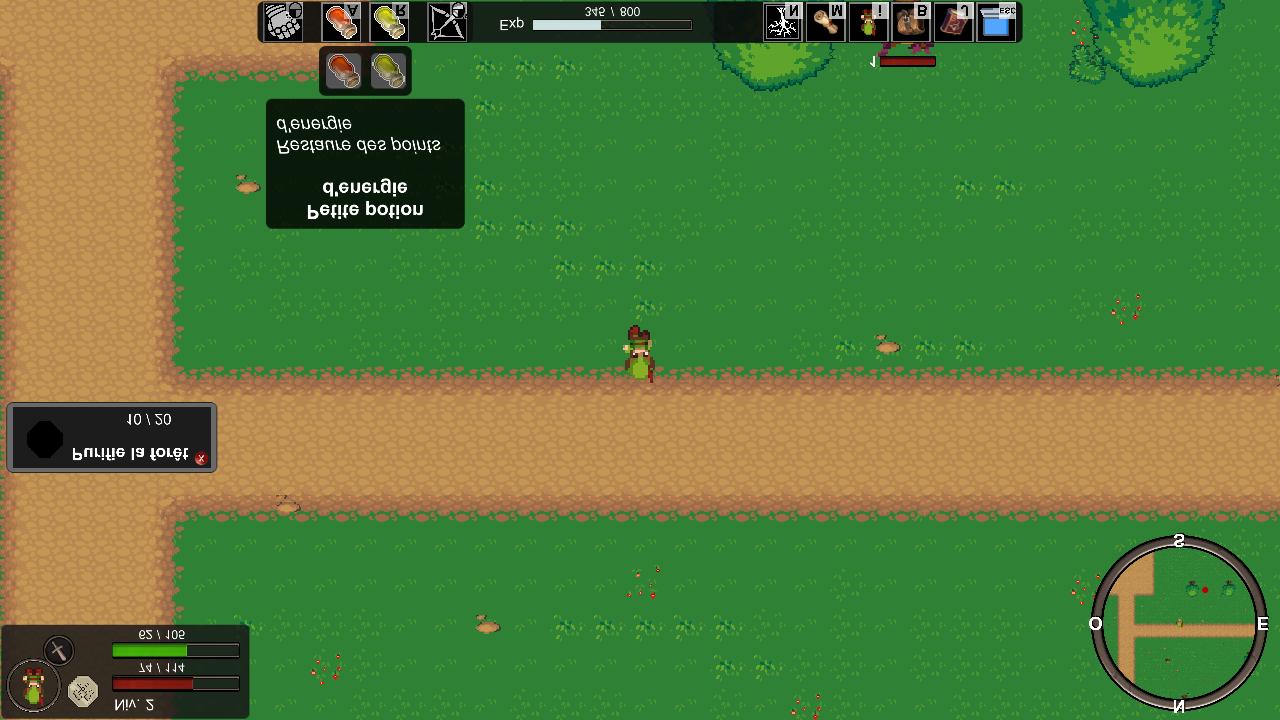 Niv. 2
74 / 114
62 / 105
N
O
E
S
Purifie la forêt
x
10 / 20
Petite potion
d'energie
Restaure des points
d'energie
1
A
R
Exp
345 / 800
N
M
I
B
J
ESC